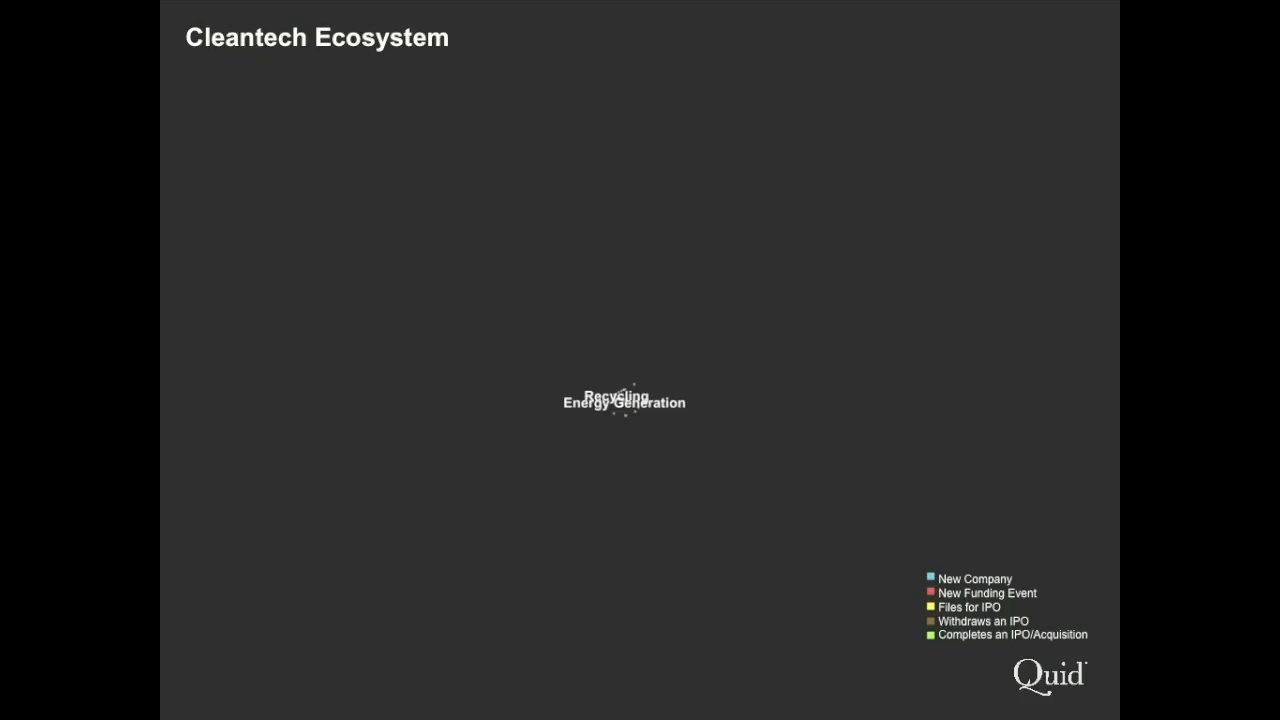 Cleantech Ecosystem
Recycling
Energy Generation
New Company
New Funding Event
Files for IPO
Withdraws an IPO
Completes an IPO/Acquisition
Quid